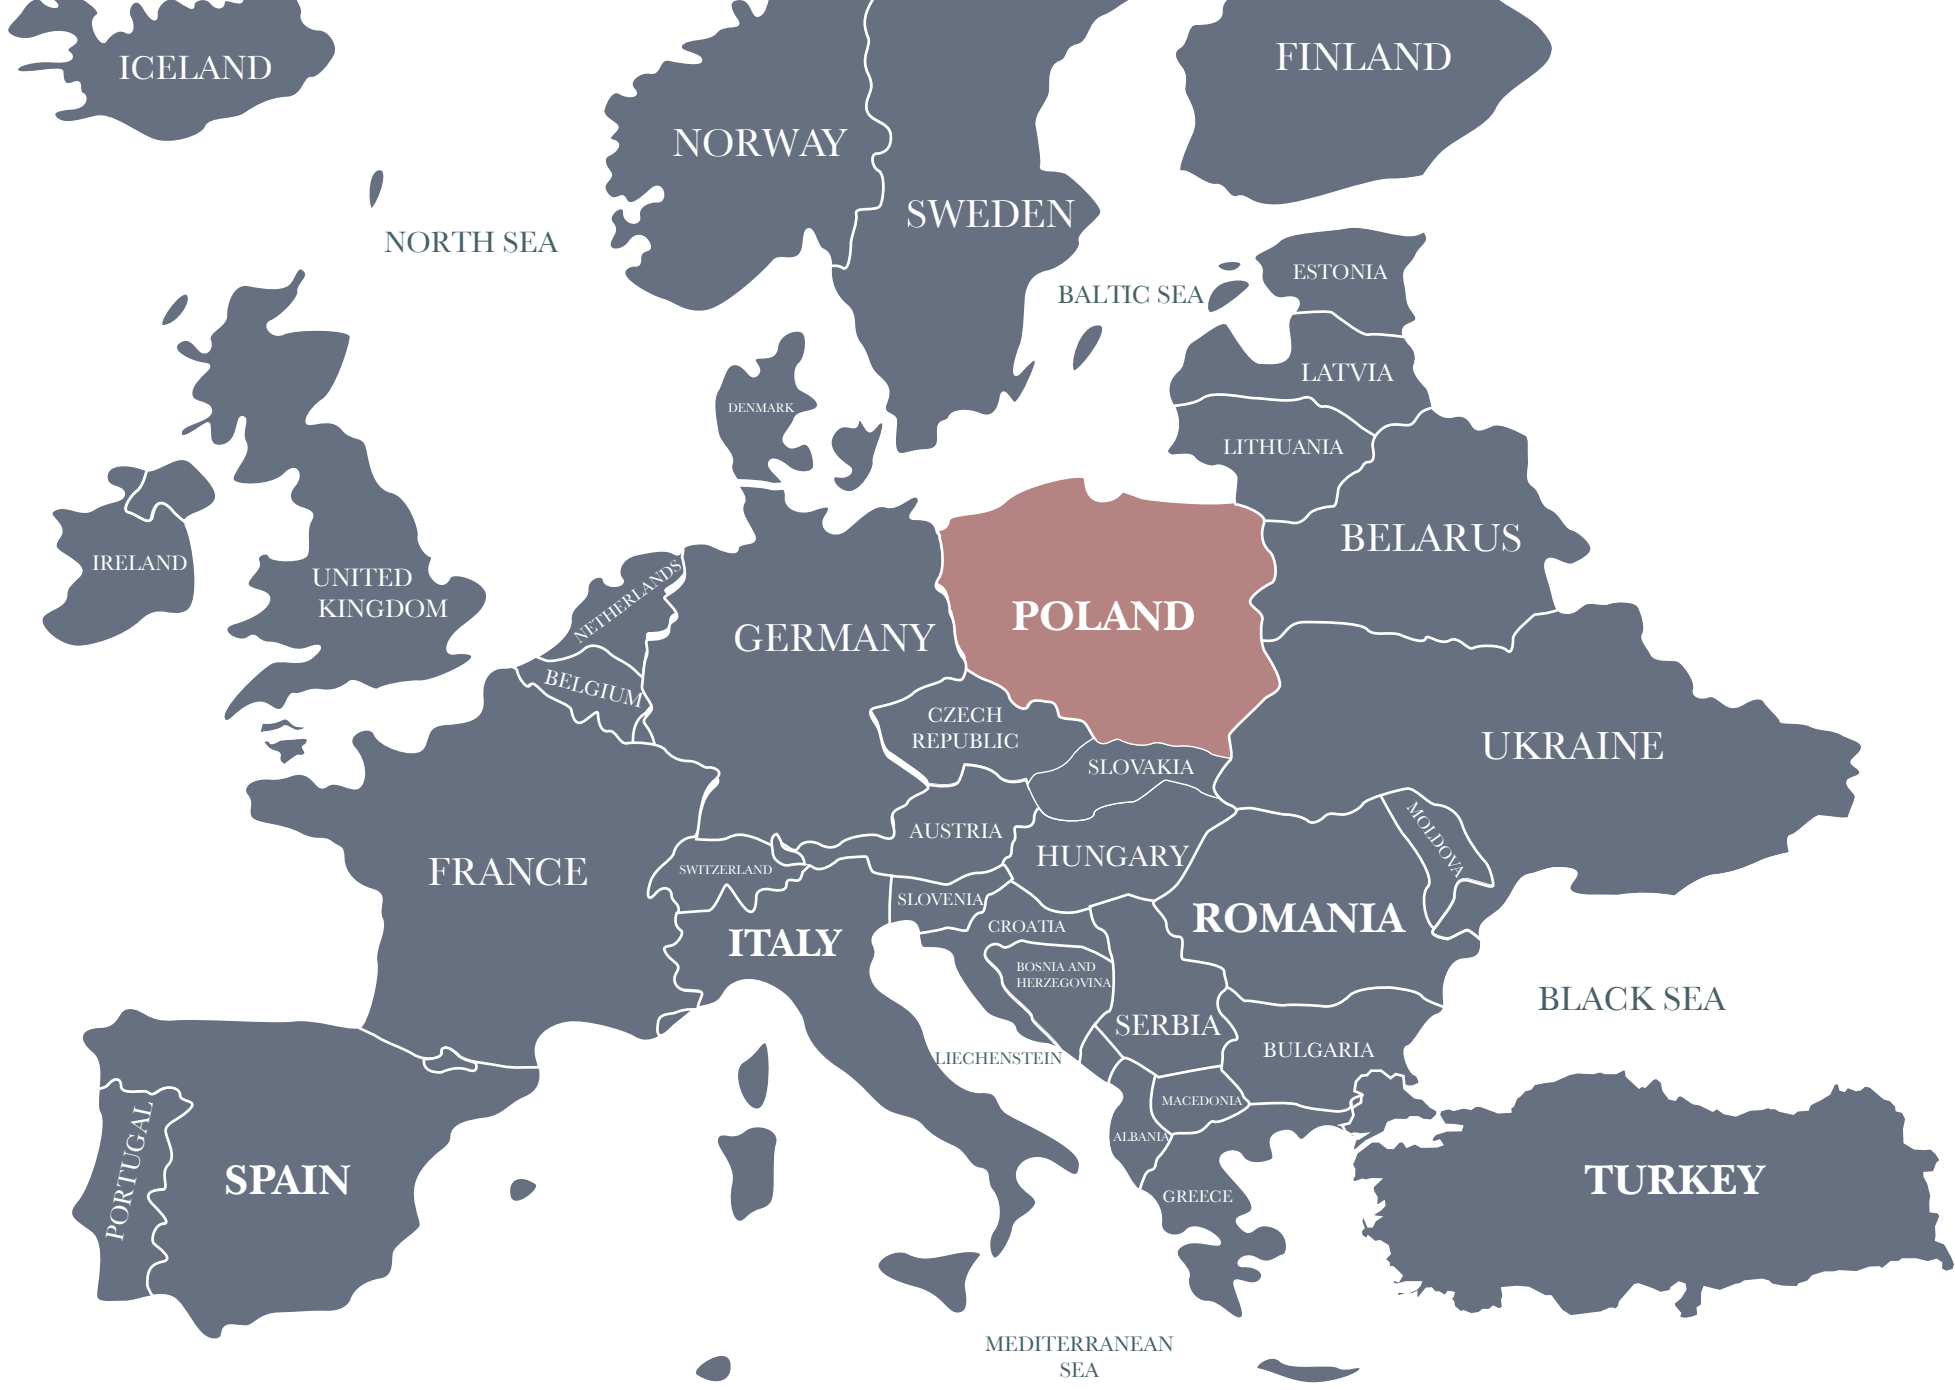 ICELAND
FINLAND
NORWAY
SWEDEN
NORTH SEA
ESTONIA
BALTIC SEA
LATVIA
DENMARK
LITHUANIA
BELARUS
IRELAND
UNITED
KINGDOM
NETHERLANDS
POLAND
GERMANY
BELGIUM
CZECH
REPUBLIC
UKRAINE
SLOVAKIA
AUSTRIA
MOLDOVA
HUNGARY
FRANCE
SWITZERLAND
SLOVENIA
ROMANIA
CROATIA
ITALY
BOSNIA AND
HERZEGOVINA
BLACK SEA
SERBIA
BULGARIA
LIECHENSTEIN
MACEDONIA
ALBANIA
PORTUGAL
SPAIN
TURKEY
GREECE
MEDITERRANEAN
SEA